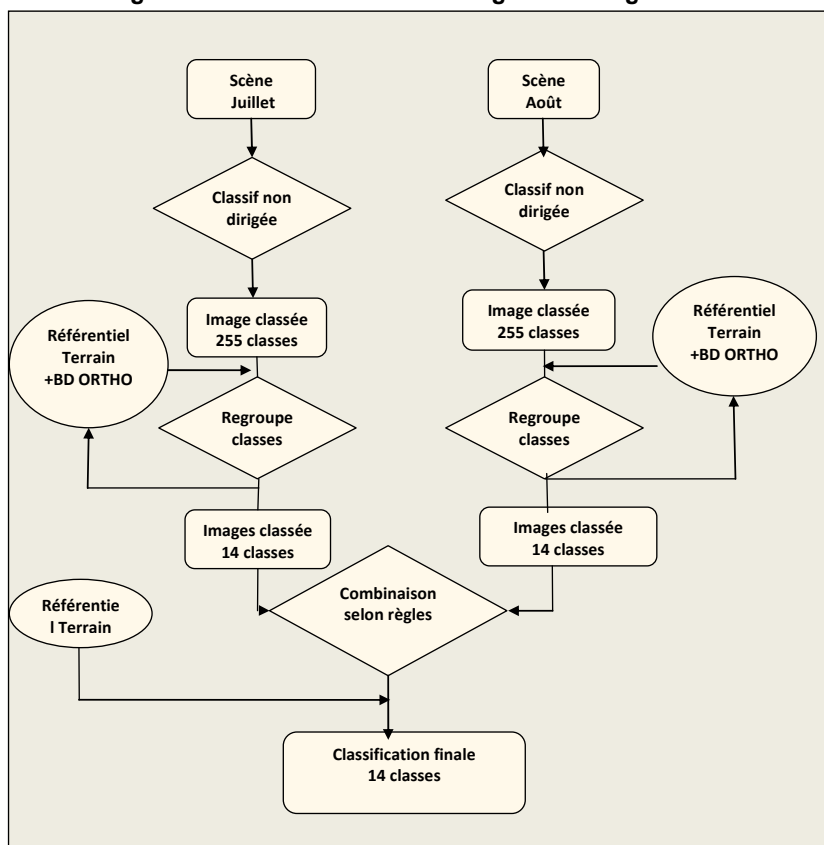 Scène
Juillet
Scène
Août
Classif non
dirigée
Classif non
dirigée
Image classée
255 classes
Image classée
255 classes
Référentiel
Terrain
+BD ORTHO
Référentiel
Terrain
+BD ORTHO
Regroupe
classes
Regroupe
classes
Images classée
14 classes
Images classée
14 classes
Référentie
l Terrain
Combinaison
selon règles
Classification finale
14 classes